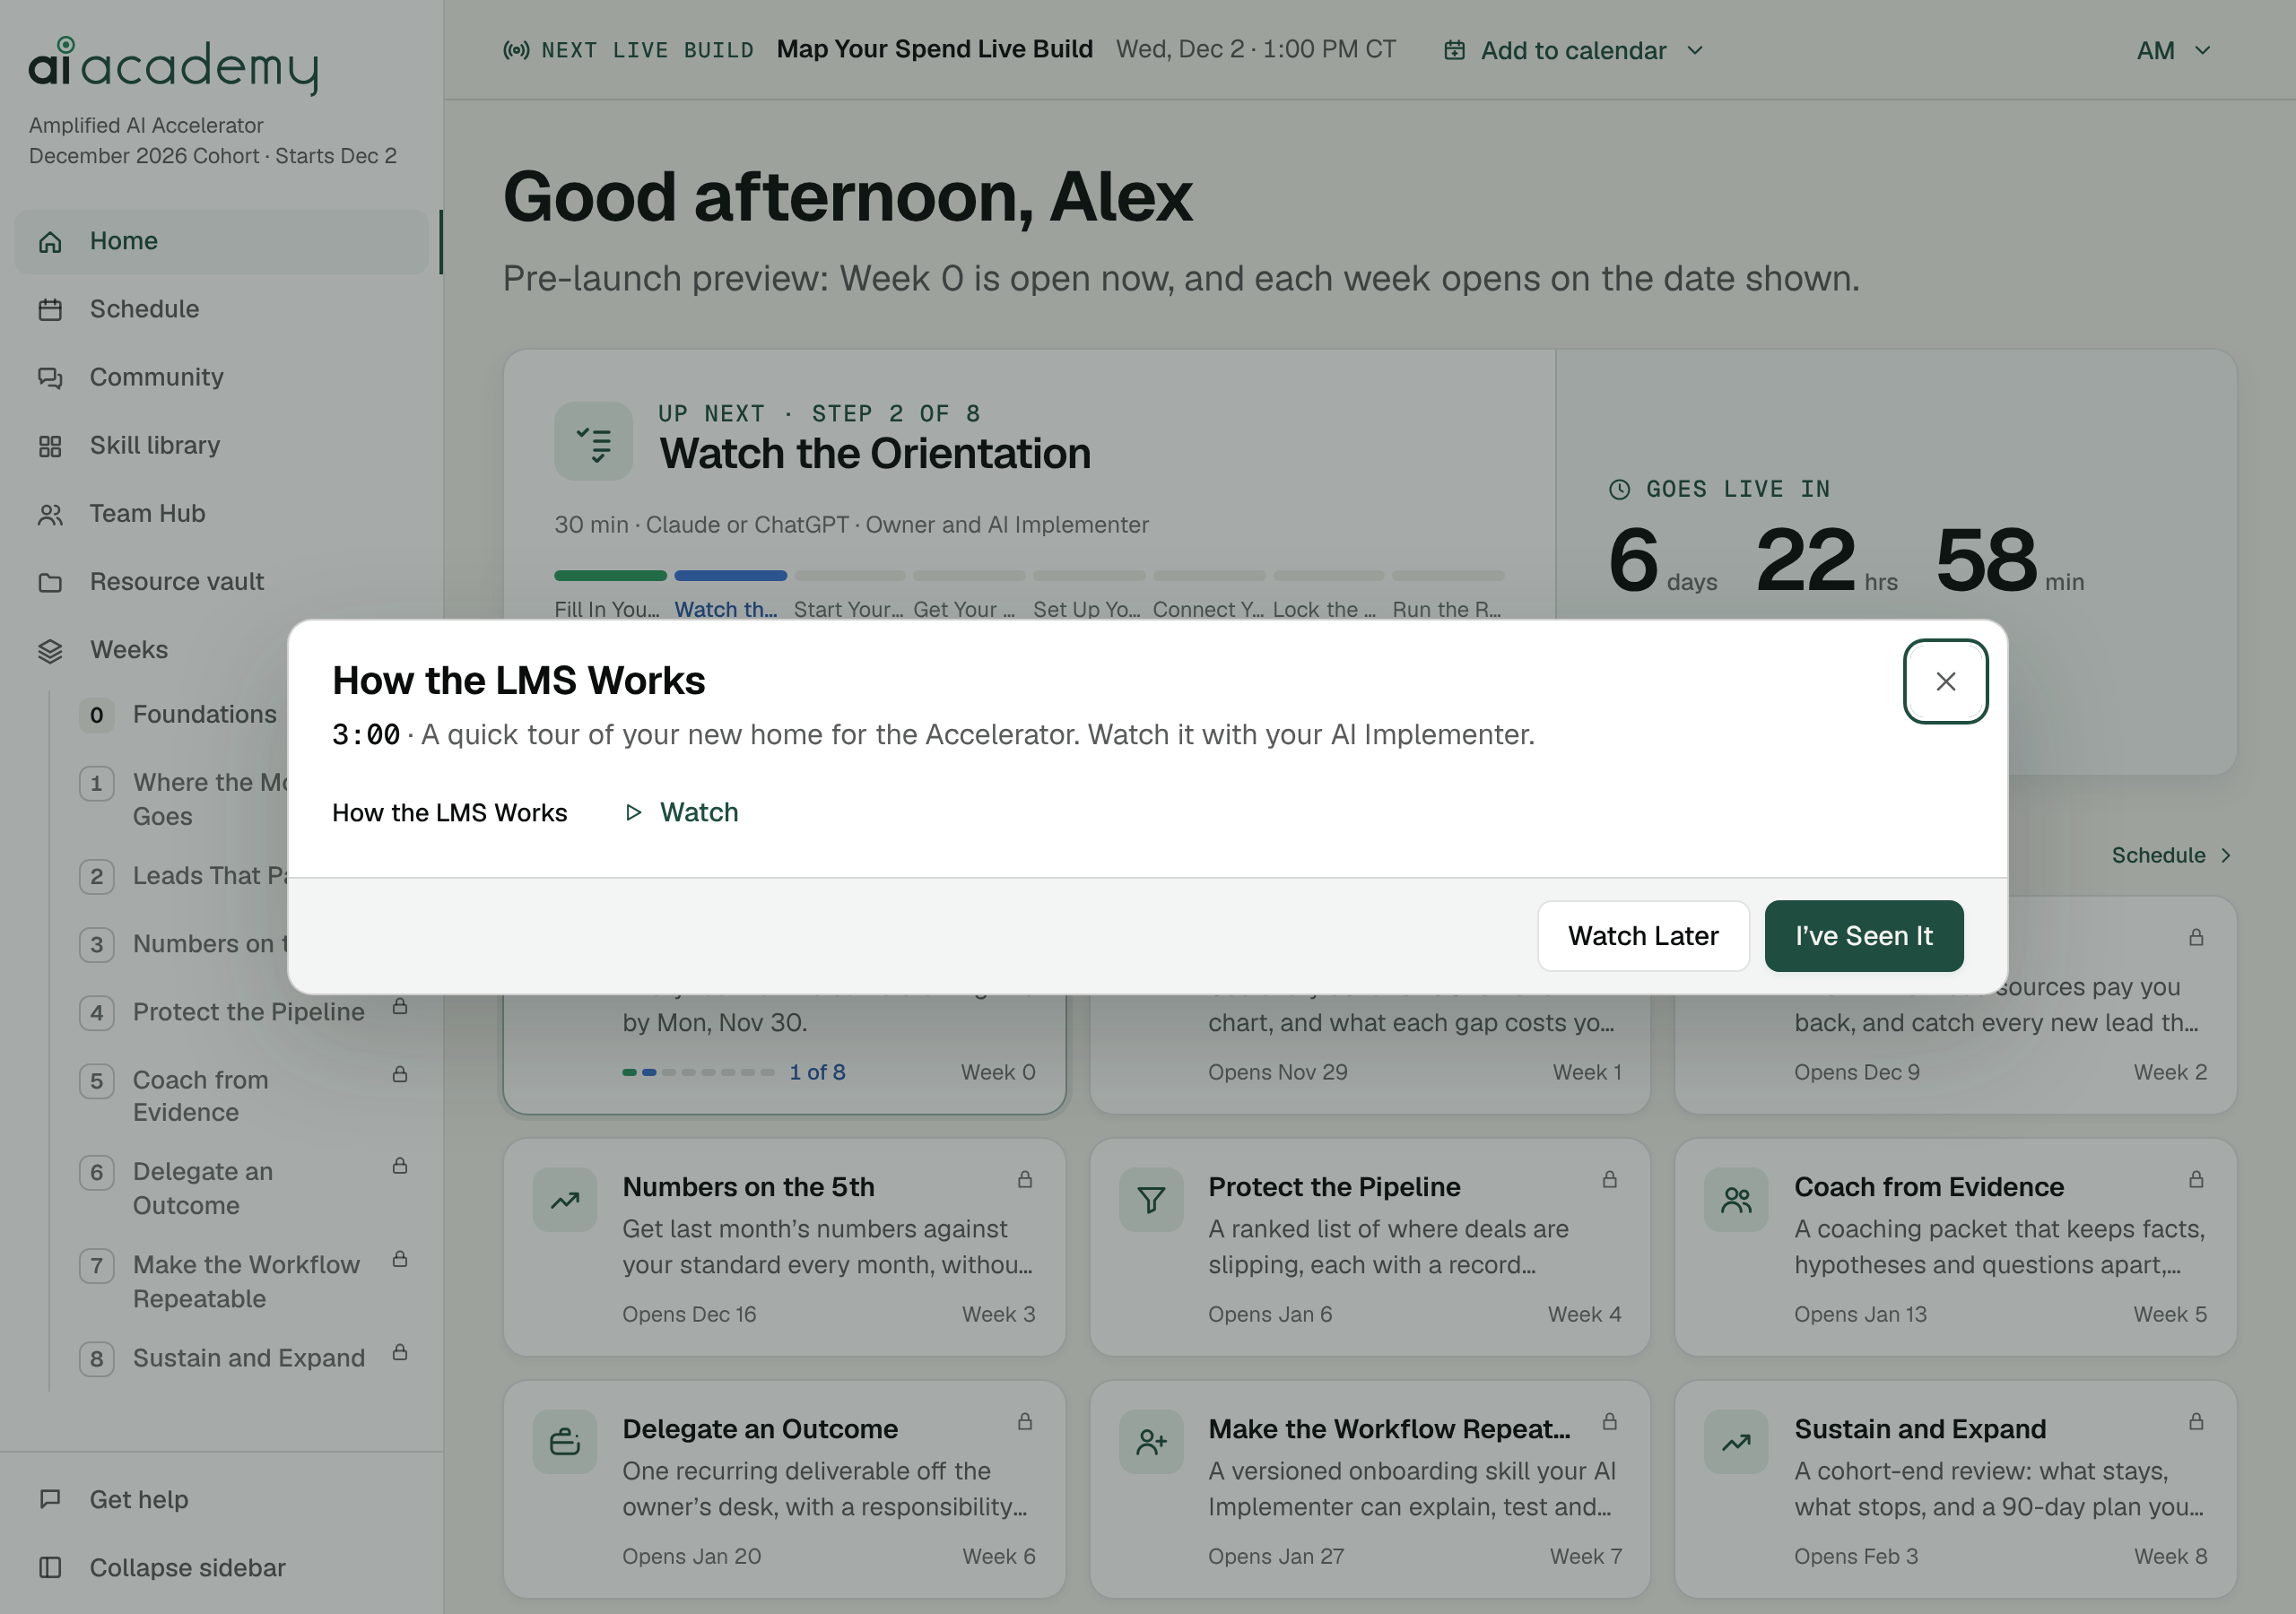 ai academy
Amplified AI Accelerator
December 2026 Cohort · Starts Dec 2
Home
Schedule
Community
Skill library
Team Hub
Resource vault
Weeks
0 Foundations
1 Where the
Goes
2 Leads That
3 Numbers on
4 Protect the Pipeline
5 Coach from
Evidence
6 Delegate an
Outcome
7 Make the Workflow
Repeatable
8 Sustain and Expand
Get help
Collapse sidebar
NEXT LIVE BUILD Map Your Spend Live Build Wed, Dec 2 · 1:00 PM CT Add to calendar AM
Good afternoon, Alex
Pre-launch preview: Week 0 is open now, and each week opens on the date shown.
UP NEXT · STEP 2 OF 8
Watch the Orientation
30 min · Claude or ChatGPT · Owner and AI Implementer
Fill In You... Watch th... Start Your... Get Your ... Set Up Yo... Connect Y... Lock the ... Run the R...
GOES LIVE IN
6 days 22 hrs 58 min
How the LMS Works
3:00 · A quick tour of your new home for the Accelerator. Watch it with your AI Implementer.
How the LMS Works Watch
Watch Later I’ve Seen It
Schedule
by Mon, Nov 30.
1 of 8 Week 0
chart, and what each gap costs yo...
Opens Nov 29 Week 1
sources pay you
back, and catch every new lead th...
Opens Dec 9 Week 2
Numbers on the 5th
Get last month’s numbers against
your standard every month, withou...
Opens Dec 16 Week 3
Protect the Pipeline
A ranked list of where deals are
slipping, each with a record...
Opens Jan 6 Week 4
Coach from Evidence
A coaching packet that keeps facts,
hypotheses and questions apart,...
Opens Jan 13 Week 5
Delegate an Outcome
One recurring deliverable off the
owner’s desk, with a responsibility...
Opens Jan 20 Week 6
Make the Workflow Repeat...
A versioned onboarding skill your AI
Implementer can explain, test and...
Opens Jan 27 Week 7
Sustain and Expand
A cohort-end review: what stays,
what stops, and a 90-day plan you...
Opens Feb 3 Week 8